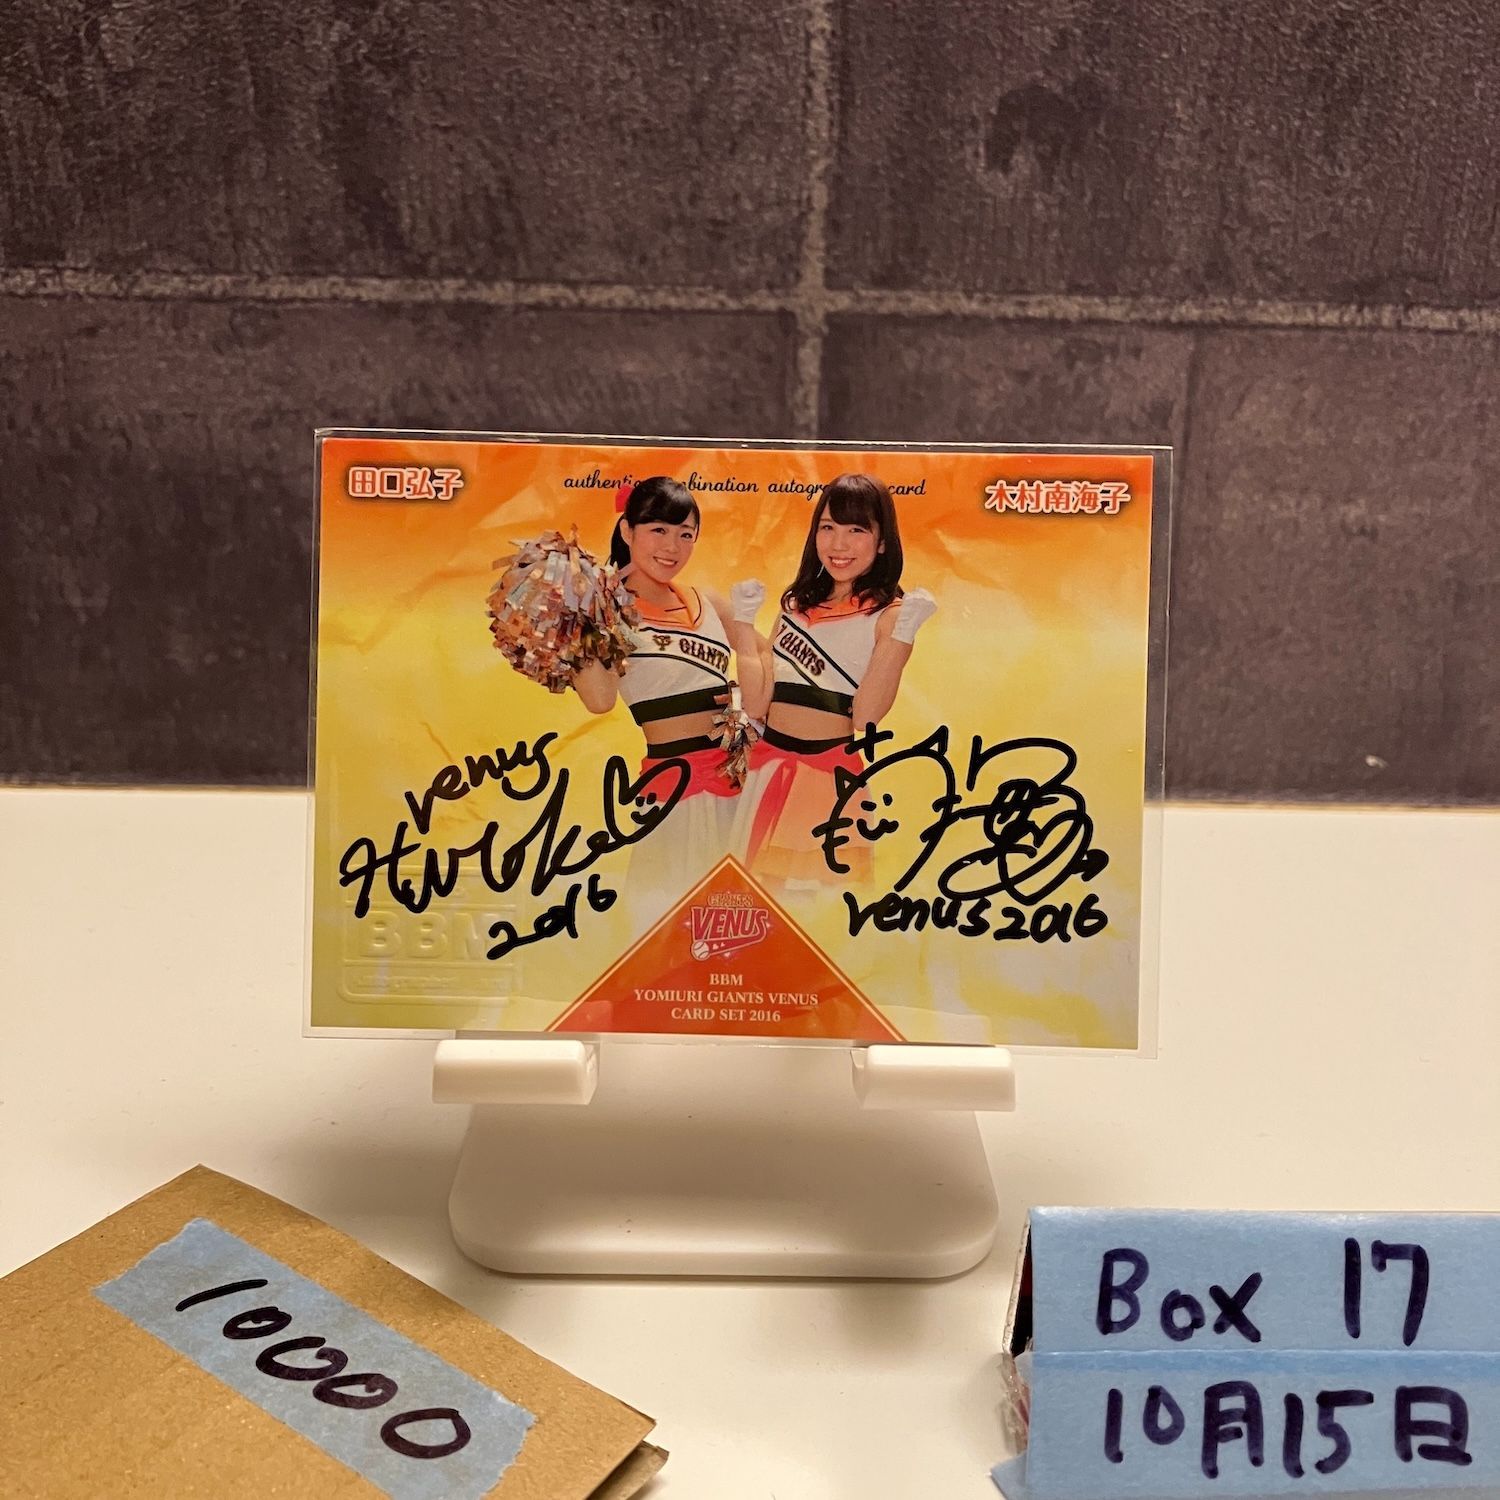 田口弘子
authentic combination autograph card
木村南海子
GIANTS
GIANTS
venus
Hiroko
2016
venus2016
BBM
GIANTS
VENUS
BBM
YOMIURI GIANTS VENUS
CARD SET 2016
10000
Box 17
10月15日